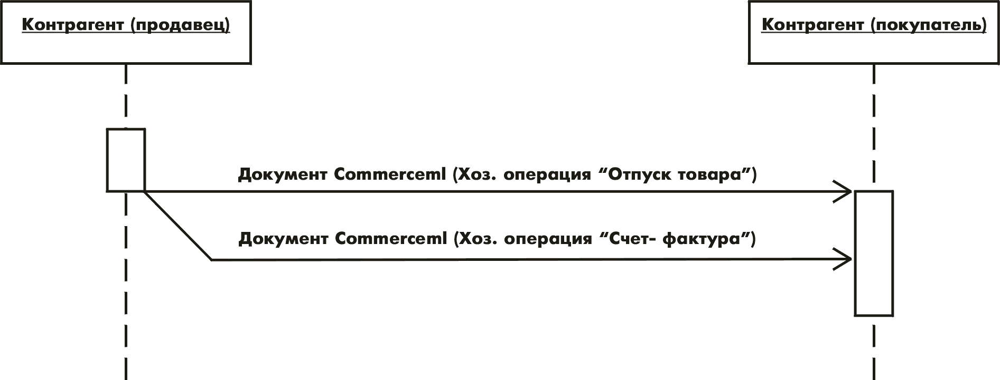 Контрагент (продавец)
Контрагент (покупатель)
Документ Commerceml (Хоз. операция “Отпуск товара”)
Документ Commerceml (Хоз. операция “Счет- фактура”)